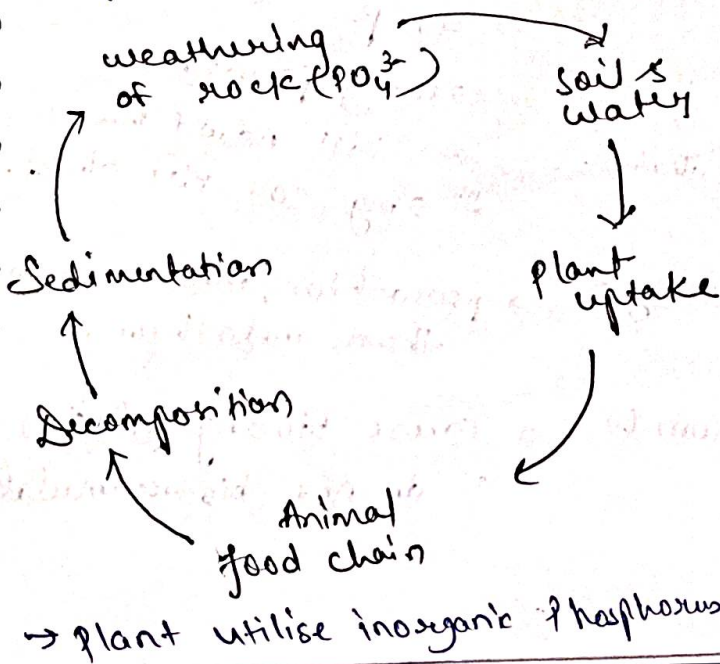 weathering
of rock (PO₄³⁻)
soil &
water
Plant
uptake
Animal
food chain
Decomposition
Sedimentation
→ Plant utilise inorganic Phosphorus